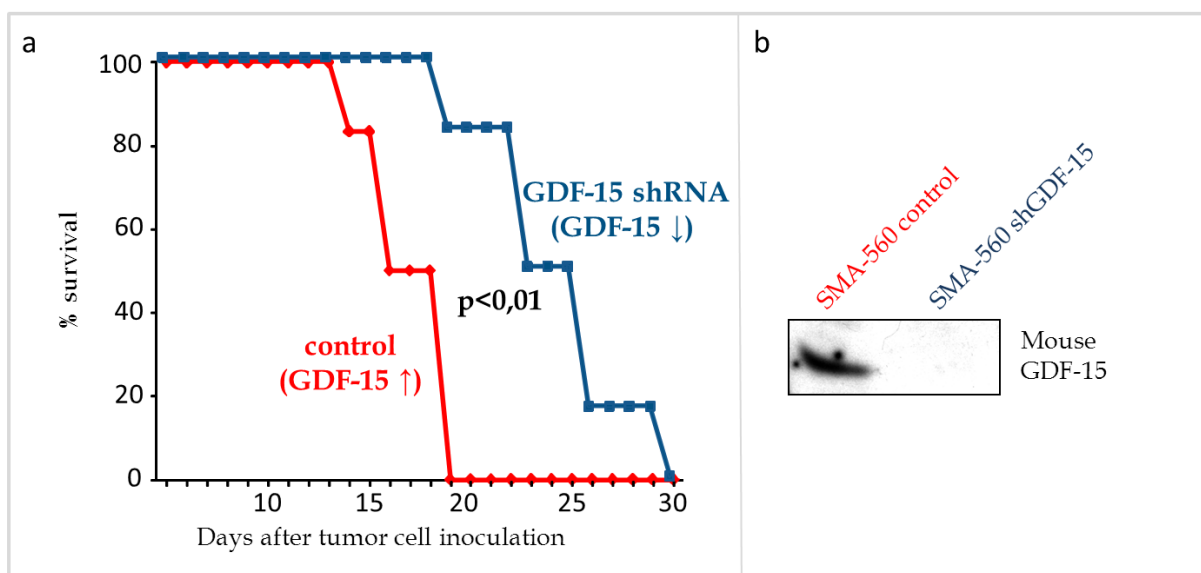 a
100
80
60
40
20
0
% survival
10
15
20
25
30
Days after tumor cell inoculation
GDF-15 shRNA
(GDF-15 ↓)
p<0,01
control
(GDF-15 ↑)
b
SMA-560 control
SMA-560 shGDF-15
Mouse
GDF-15